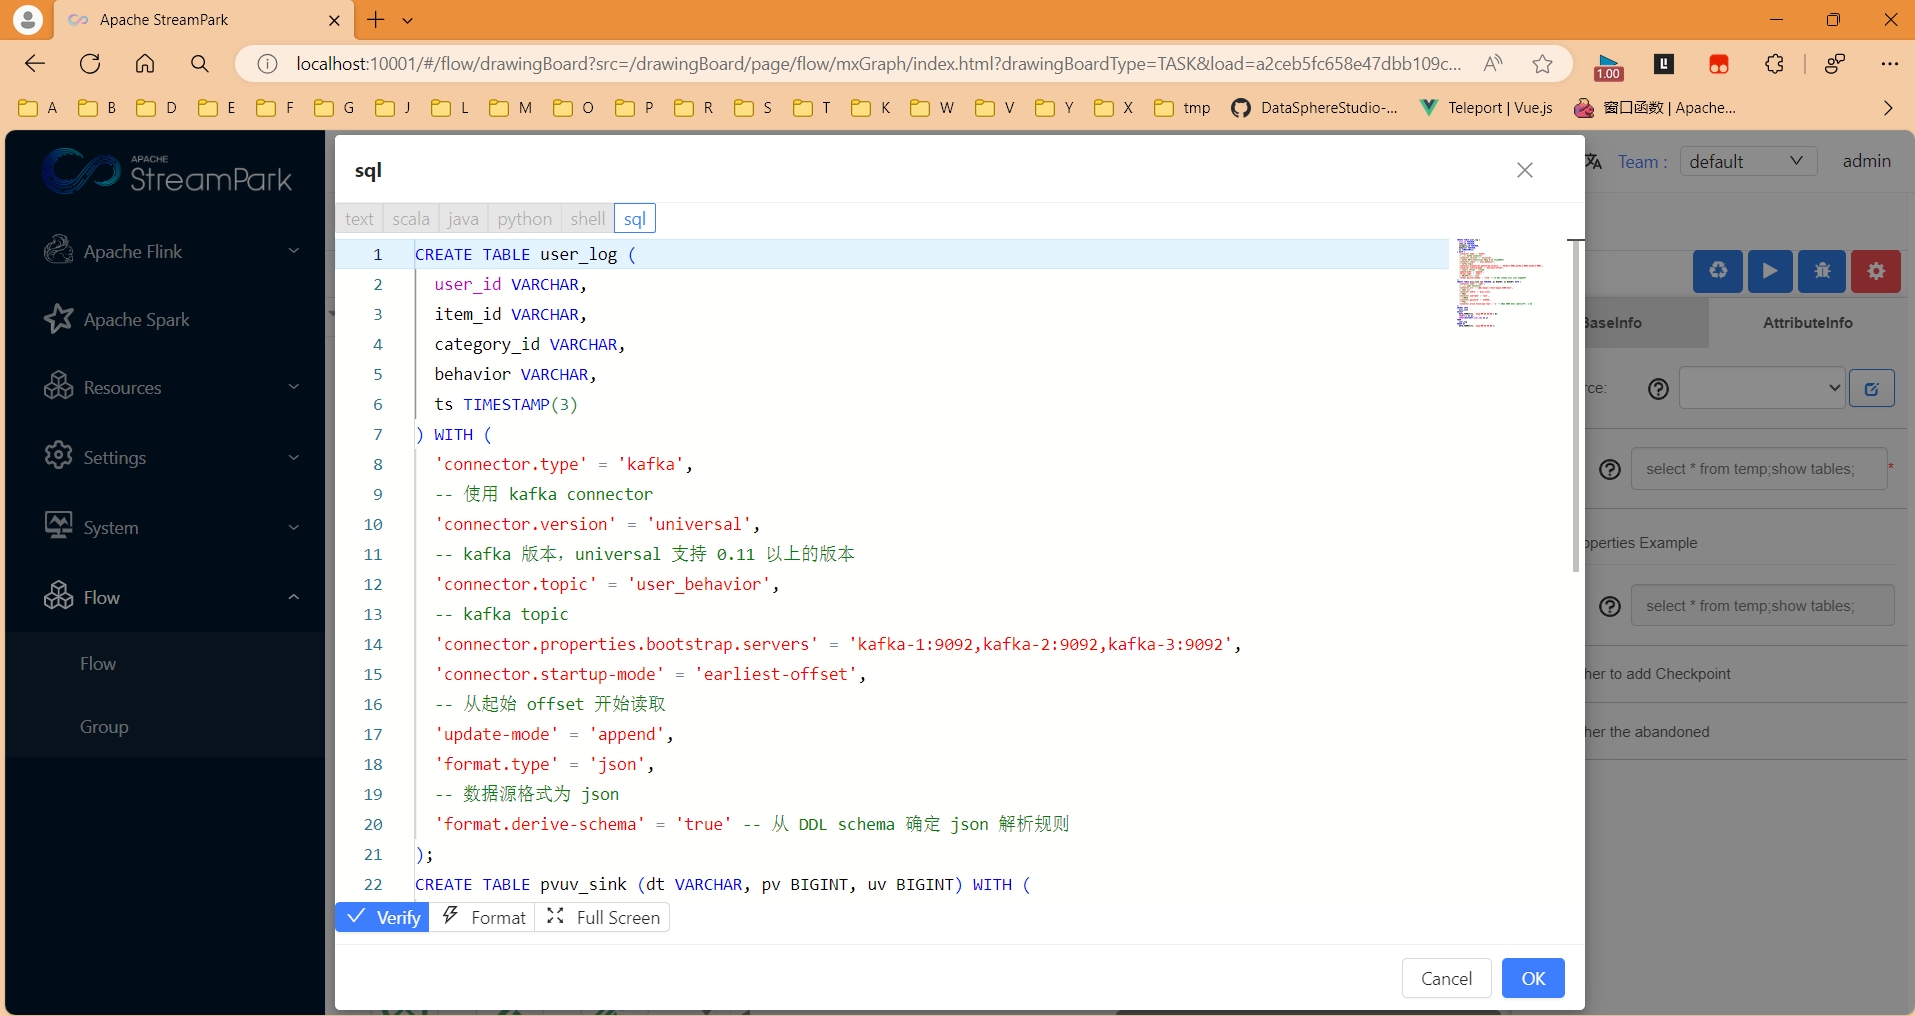 Apache StreamPark
localhost:10001/#/flow/drawingBoard?src=/drawingBoard/page/flow/mxGraph/index.html?drawingBoardType=TASK&load=a2ceb5fc658e47dbb109c...
1.00
A B D E F G J L M O P R S T K W V Y X tmp DataSphereStudio-... Teleport | Vue.js 窗口函数 | Apache...
APACHE
StreamPark
Apache Flink
Apache Spark
Resources
Settings
System
Flow
Flow
Group
sql
Team : default admin
text scala java python shell sql
1 CREATE TABLE user_log (
2 user_id VARCHAR,
3 item_id VARCHAR,
4 category_id VARCHAR,
5 behavior VARCHAR,
6 ts TIMESTAMP(3)
7 ) WITH (
8 'connector.type' = 'kafka',
9 -- 使用 kafka connector
10 'connector.version' = 'universal',
11 -- kafka 版本，universal 支持 0.11 以上的版本
12 'connector.topic' = 'user_behavior',
13 -- kafka topic
14 'connector.properties.bootstrap.servers' = 'kafka-1:9092,kafka-2:9092,kafka-3:9092',
15 'connector.startup-mode' = 'earliest-offset',
16 -- 从起始 offset 开始读取
17 'update-mode' = 'append',
18 'format.type' = 'json',
19 -- 数据源格式为 json
20 'format.derive-schema' = 'true' -- 从 DDL schema 确定 json 解析规则
21 );
22 CREATE TABLE pvuv_sink (dt VARCHAR, pv BIGINT, uv BIGINT) WITH (
Verify Format Full Screen
Cancel OK
BaseInfo AttributeInfo
rce:
select * from temp;show tables; *
perties Example
select * from temp;show tables;
her to add Checkpoint
her the abandoned